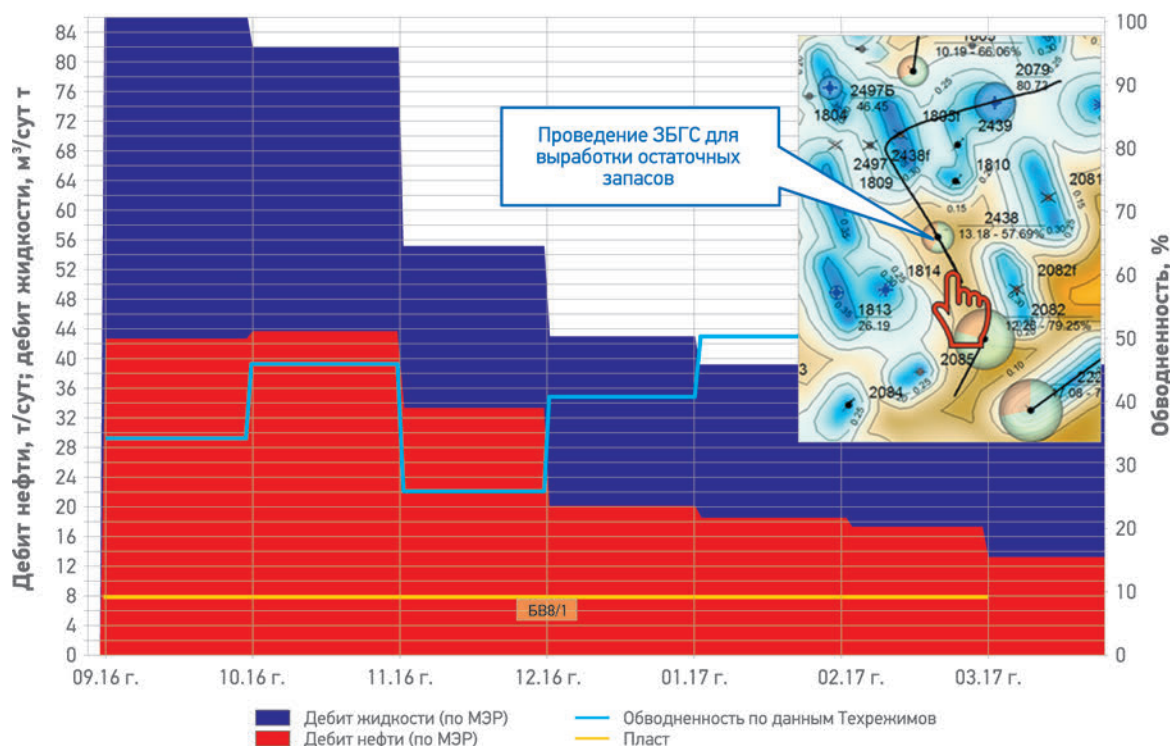 Дебит нефти, т/сут; дебит жидкости, м³/сут т
84
80
76
72
68
64
60
56
52
48
44
40
36
32
28
24
20
16
12
8
4
0
100
90
80
70
60
50
40
30
20
10
0
Обводненность, %
Проведение ЗБГС для
выработки остаточных
запасов
10.19 - 66.06%
2079
80.73
2497Б
46.45
1804
2439
2497
2438f
1810
1809
2081
2438
13.18 - 57.69%
1814
2082f
1813
26.19
2082
12.26 - 79.25%
2085
2084
БВ8/1
09.16 г.
10.16 г.
11.16 г.
12.16 г.
01.17 г.
02.17 г.
03.17 г.
Дебит жидкости (по МЭР)
Дебит нефти (по МЭР)
Обводненность по данным Техрежимов
Пласт